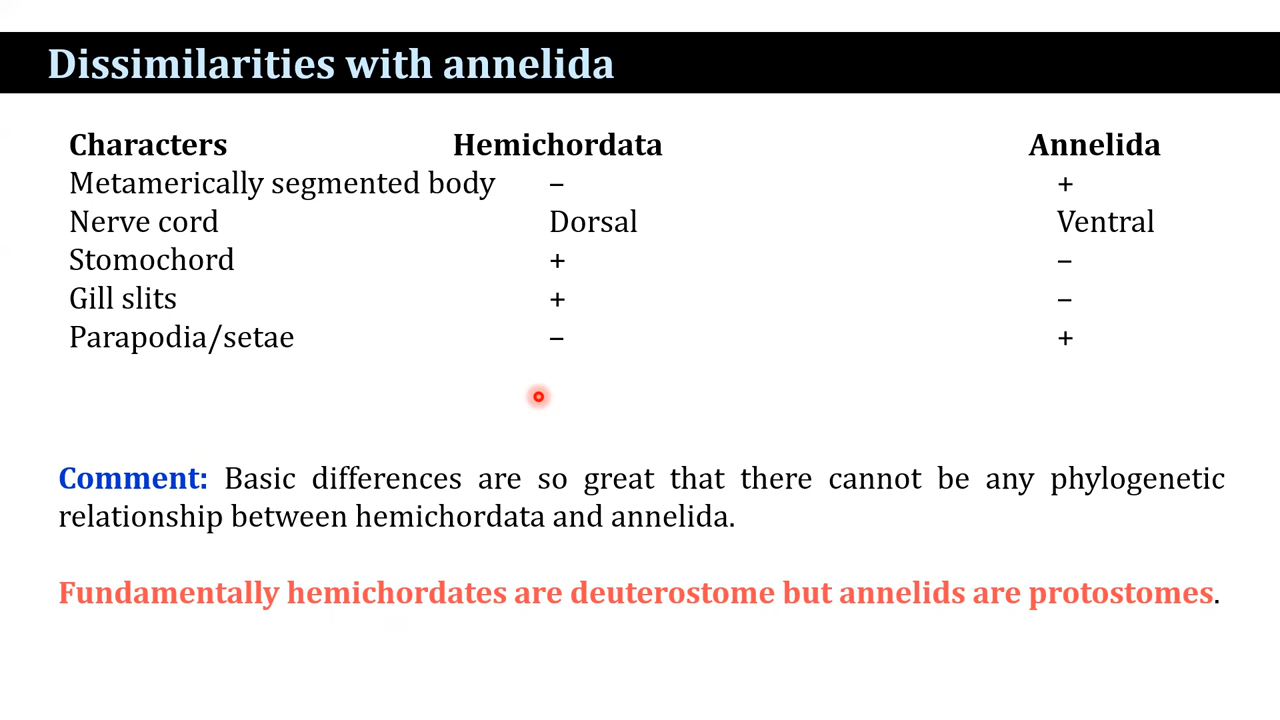 Dissimilarities with annelida
Characters Hemichordata Annelida
Metamerically segmented body – +
Nerve cord Dorsal Ventral
Stomochord + –
Gill slits + –
Parapodia/setae – +
Comment: Basic differences are so great that there cannot be any phylogenetic
relationship between hemichordata and annelida.
Fundamentally hemichordates are deuterostome but annelids are protostomes.